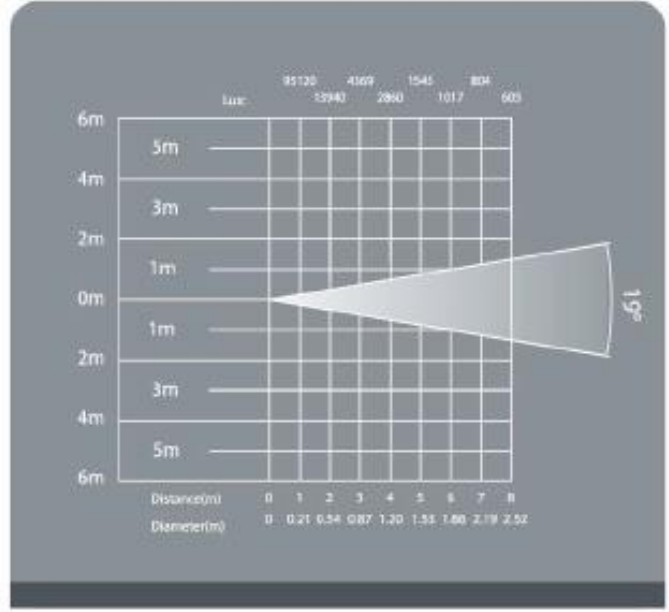 95120 4369 1545 804
Lux: 13940 2860 1017 605
6m
5m
4m
3m
2m
1m
0m
1m
2m
3m
4m
5m
6m
19°
Distance(m) 0 1 2 3 4 5 6 7 8
Diameter(m) 0 0.21 0.54 0.87 1.20 1.53 1.86 2.19 2.52